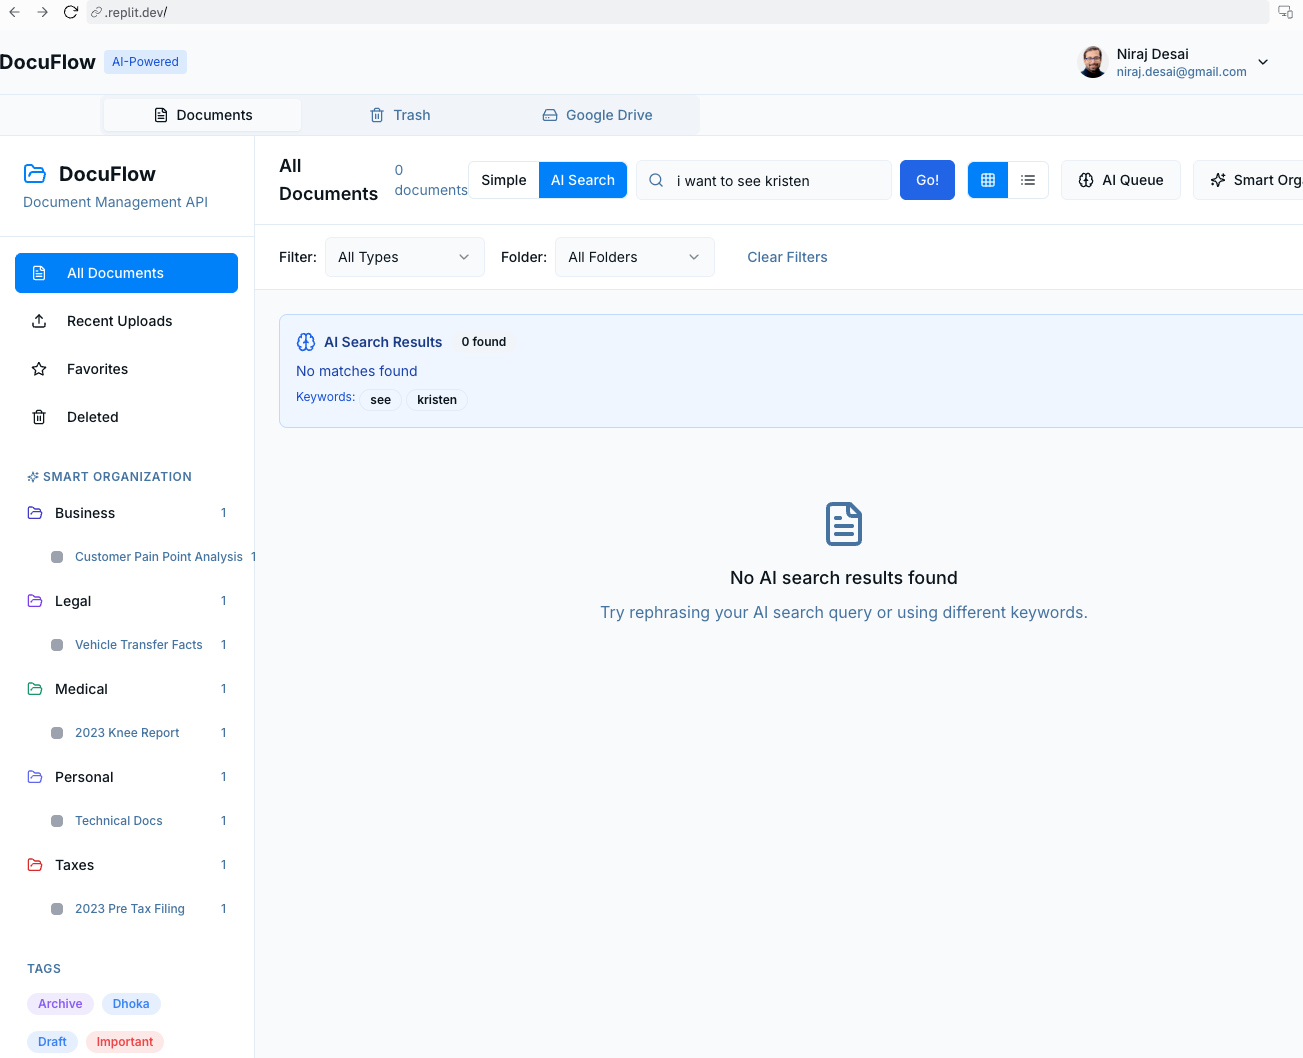 .replit.dev/
DocuFlow AI-Powered
Niraj Desai
niraj.desai@gmail.com
Documents Trash Google Drive
DocuFlow
Document Management API
All Documents
Recent Uploads
Favorites
Deleted
SMART ORGANIZATION
Business 1
Customer Pain Point Analysis 1
Legal 1
Vehicle Transfer Facts 1
Medical 1
2023 Knee Report 1
Personal 1
Technical Docs 1
Taxes 1
2023 Pre Tax Filing 1
TAGS
Archive Dhoka
Draft Important
All
Documents
0
documents
Simple AI Search i want to see kristen Go! AI Queue Smart Org
Filter: All Types Folder: All Folders Clear Filters
AI Search Results 0 found
No matches found
Keywords: see kristen
No AI search results found
Try rephrasing your AI search query or using different keywords.